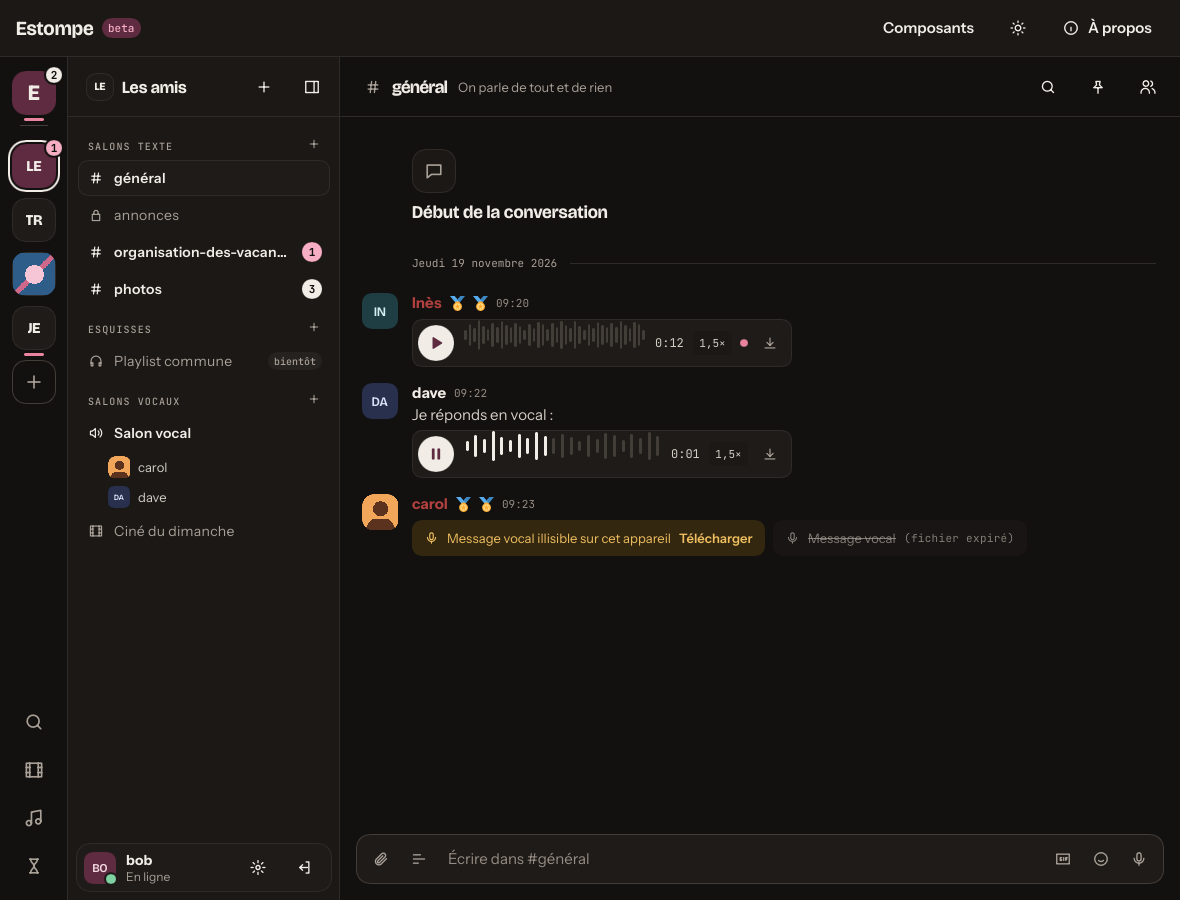 Estompe beta
Composants
À propos
E 2
LE 1
TR
JE
LE Les amis
SALONS TEXTE
# général
annonces
# organisation-des-vacan… 1
# photos 3
ESQUISSES
Playlist commune bientôt
SALONS VOCAUX
Salon vocal
carol
DA dave
Ciné du dimanche
BO bob
En ligne
# général On parle de tout et de rien
Début de la conversation
Jeudi 19 novembre 2026
IN Inès 09:20
0:12 1,5×
DA dave 09:22
Je réponds en vocal :
0:01 1,5×
carol 09:23
Message vocal illisible sur cet appareil Télécharger
Message vocal (fichier expiré)
Écrire dans #général
GIF